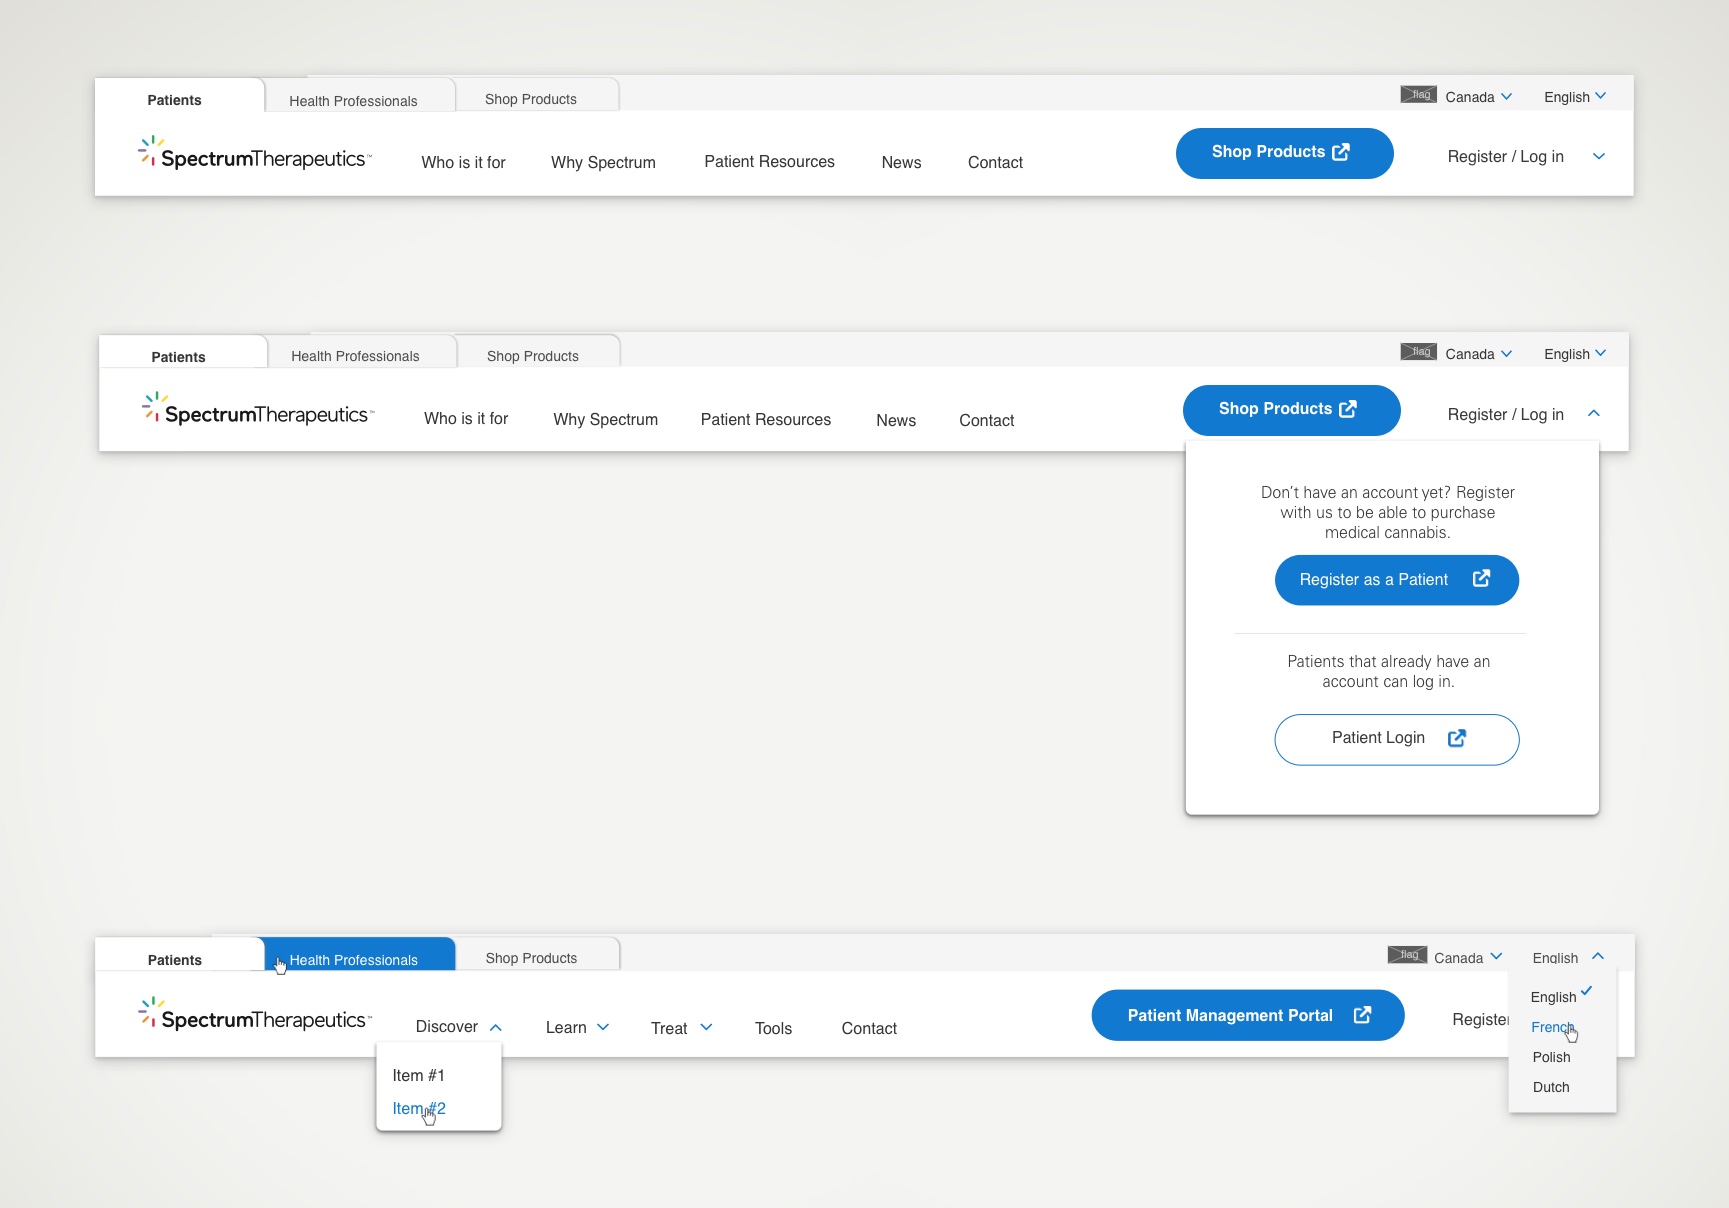 Patients
Health Professionals
Shop Products
flag
Canada
English
SpectrumTherapeutics™
Who is it for
Why Spectrum
Patient Resources
News
Contact
Shop Products
Register / Log in
Patients
Health Professionals
Shop Products
flag
Canada
English
SpectrumTherapeutics™
Who is it for
Why Spectrum
Patient Resources
News
Contact
Shop Products
Register / Log in
Don't have an account yet? Register
with us to be able to purchase
medical cannabis.
Register as a Patient
Patients that already have an
account can log in.
Patient Login
Patients
Health Professionals
Shop Products
flag
Canada
English
SpectrumTherapeutics™
Discover
Learn
Treat
Tools
Contact
Patient Management Portal
Register
Item #1
Item #2
English
French
Polish
Dutch